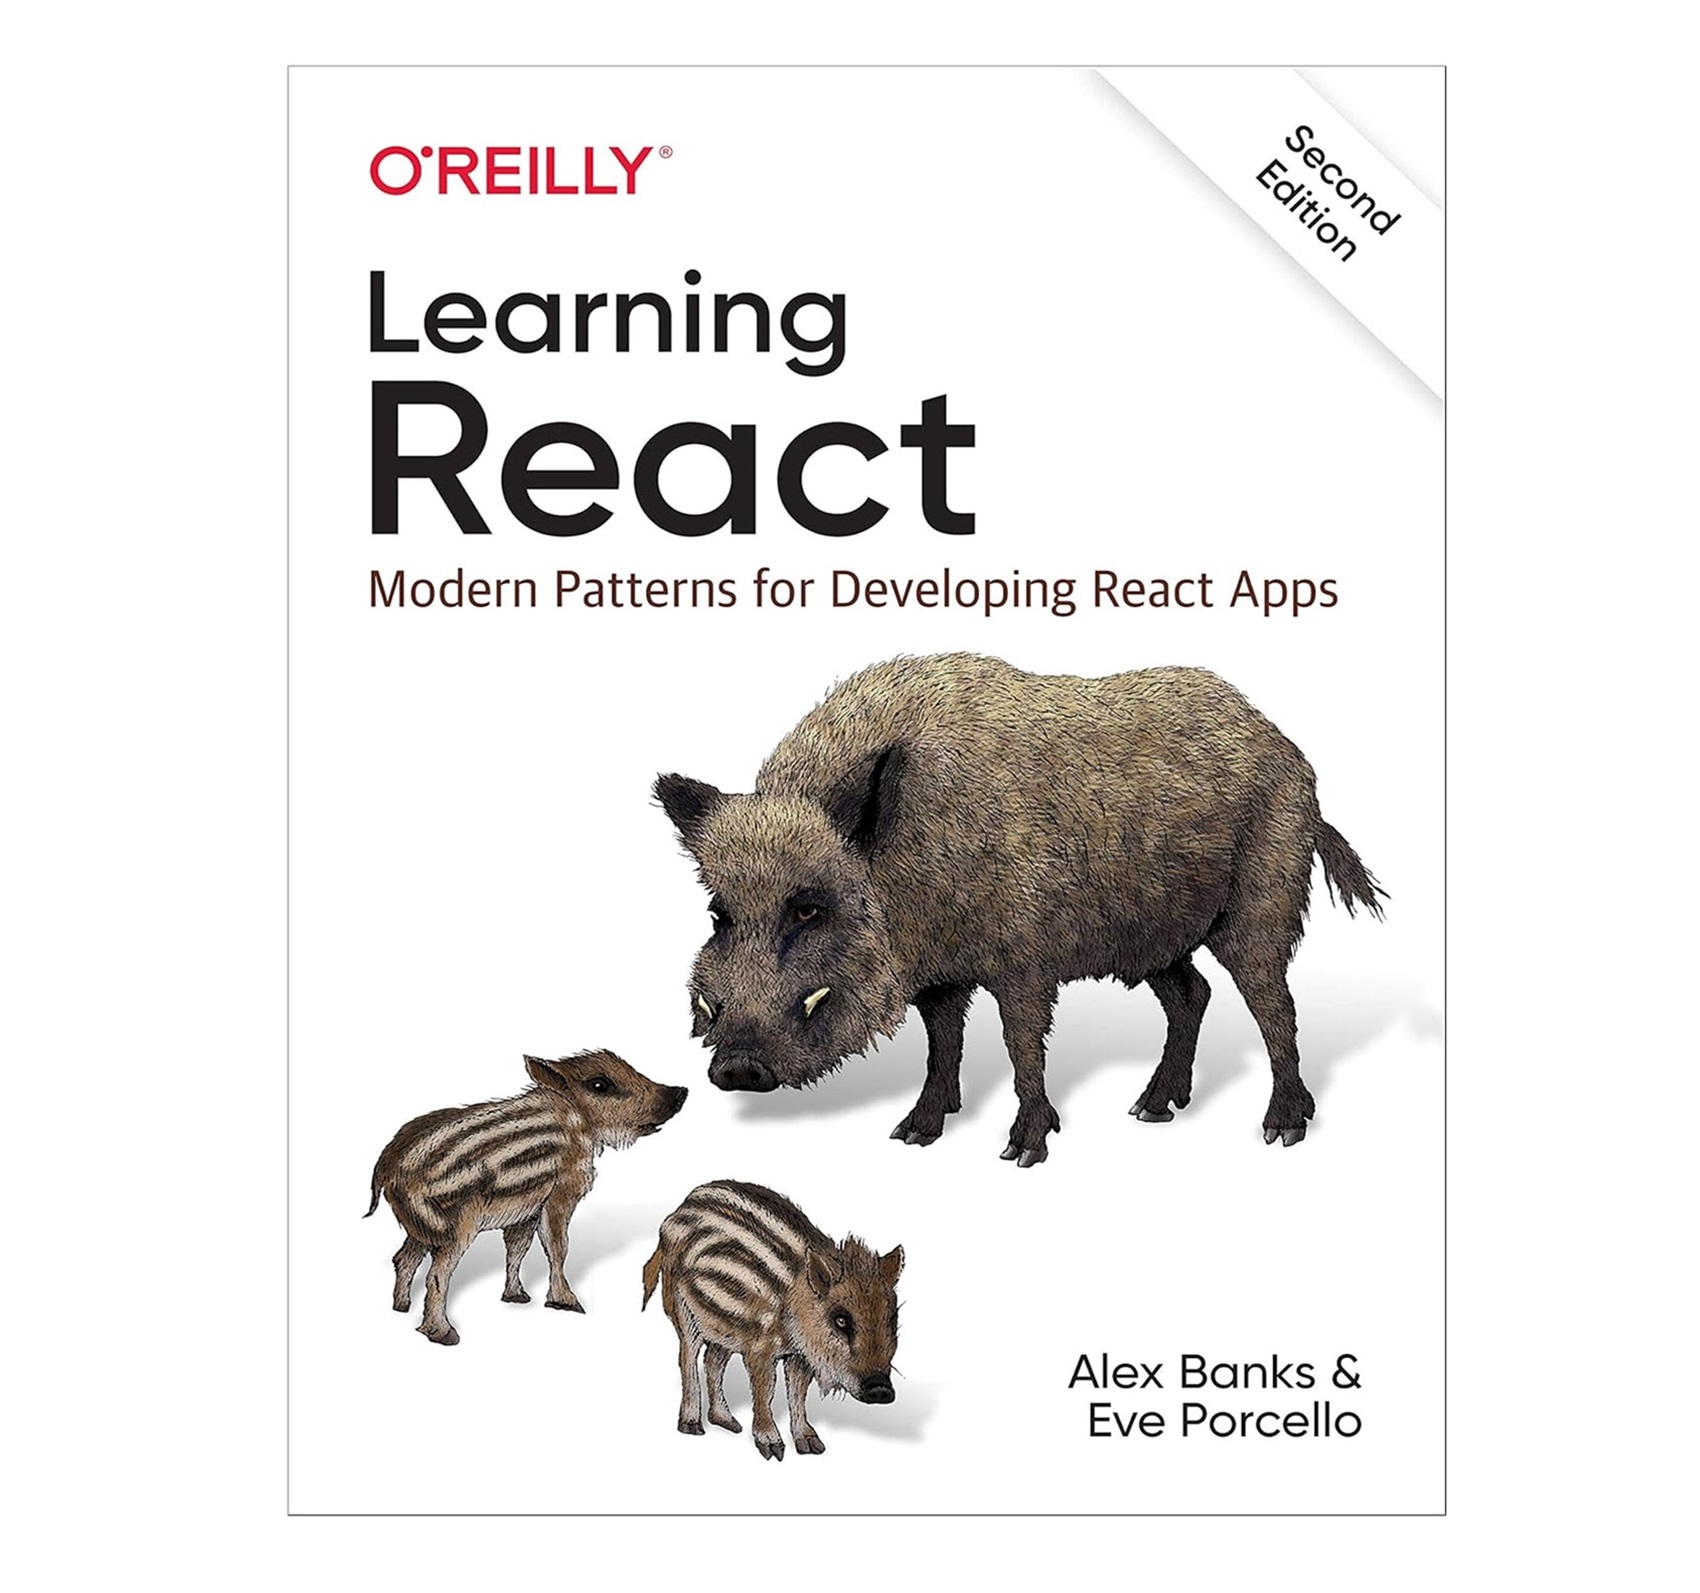 O'REILLY®
Second
Edition
Learning
React
Modern Patterns for Developing React Apps
Alex Banks &
Eve Porcello